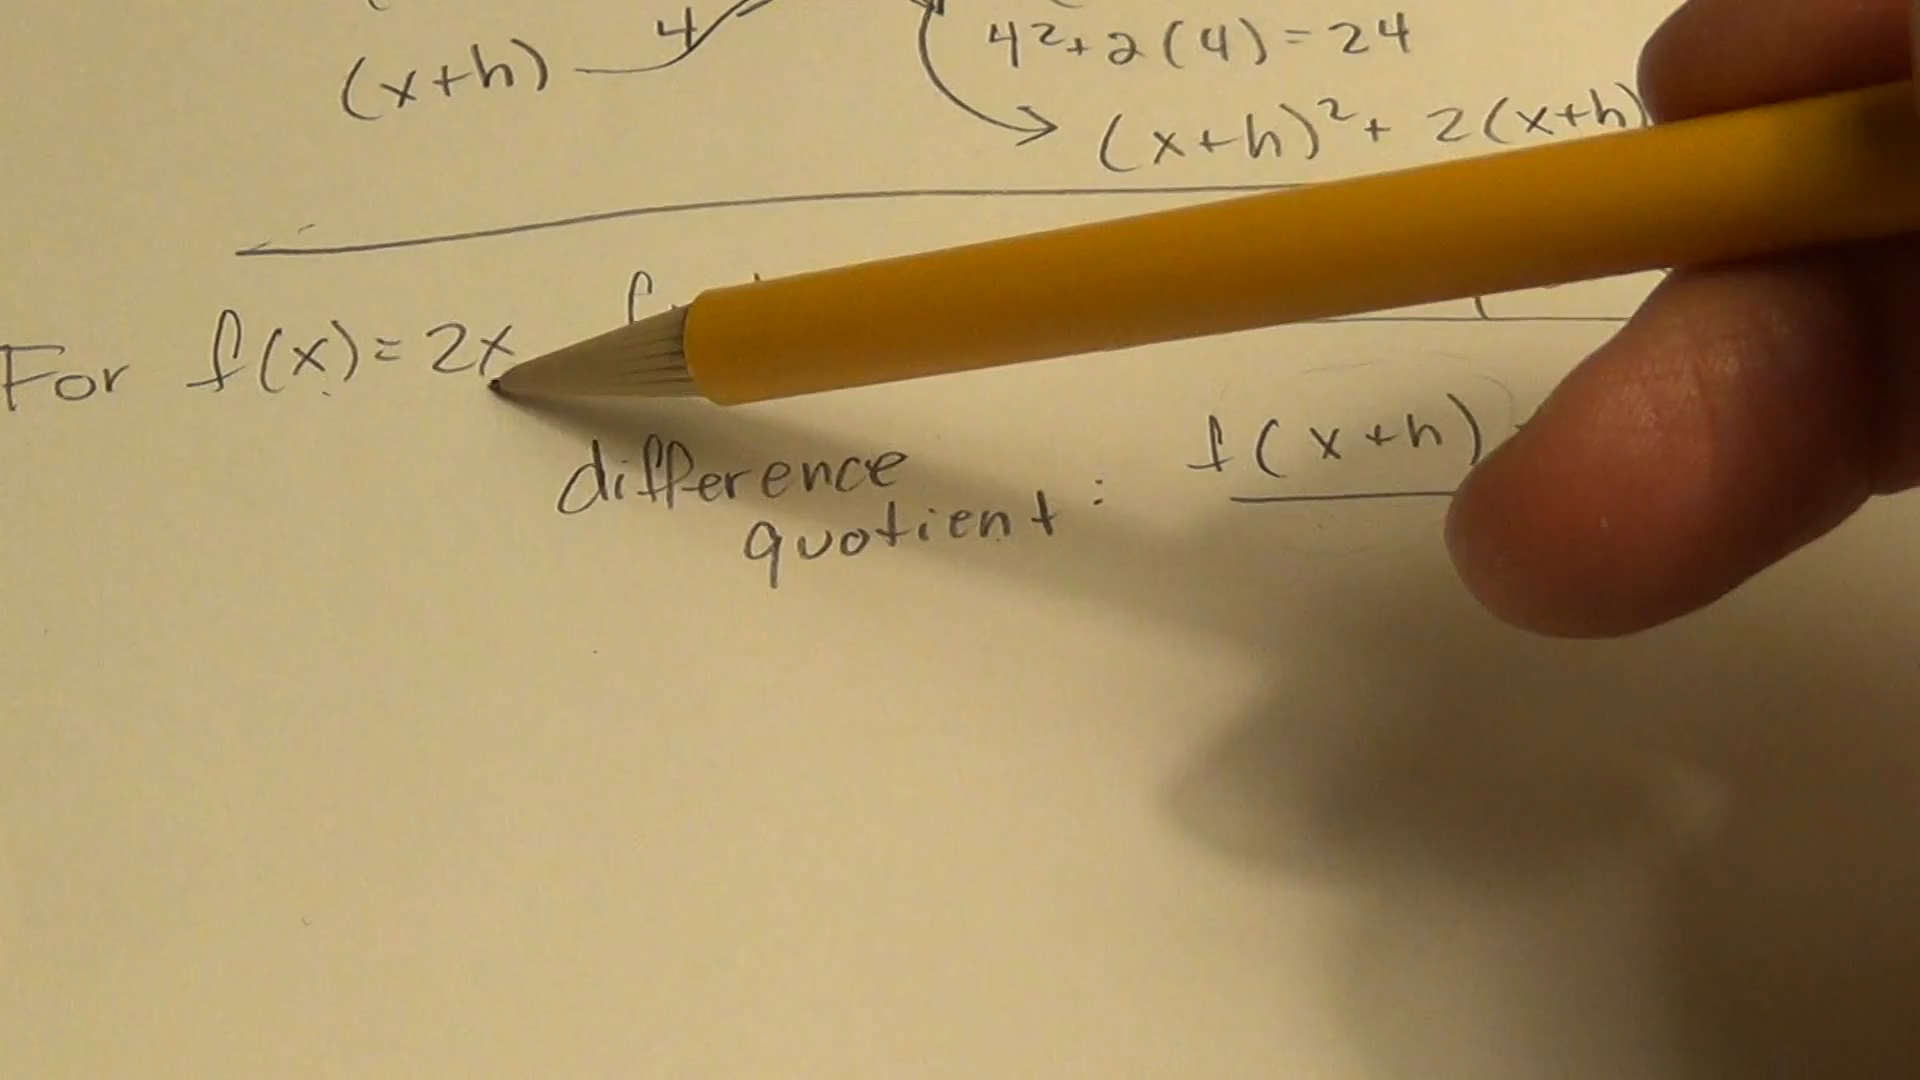 (x+h) 4
4²+2(4)=24
(x+h)²+ 2(x+h)
For f(x)=2x
difference
quotient: f(x+h)